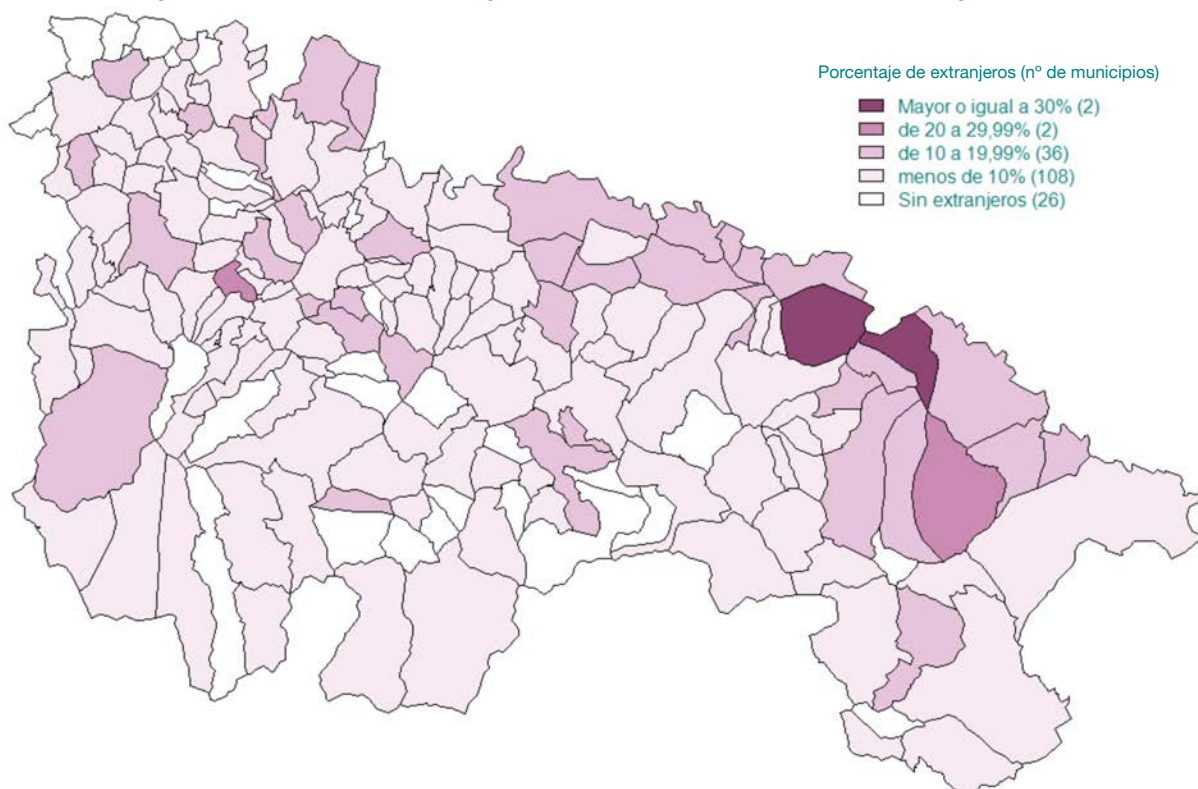 Porcentaje de extranjeros (nº de municipios)
Mayor o igual a 30% (2)
de 20 a 29,99% (2)
de 10 a 19,99% (36)
menos de 10% (108)
Sin extranjeros (26)